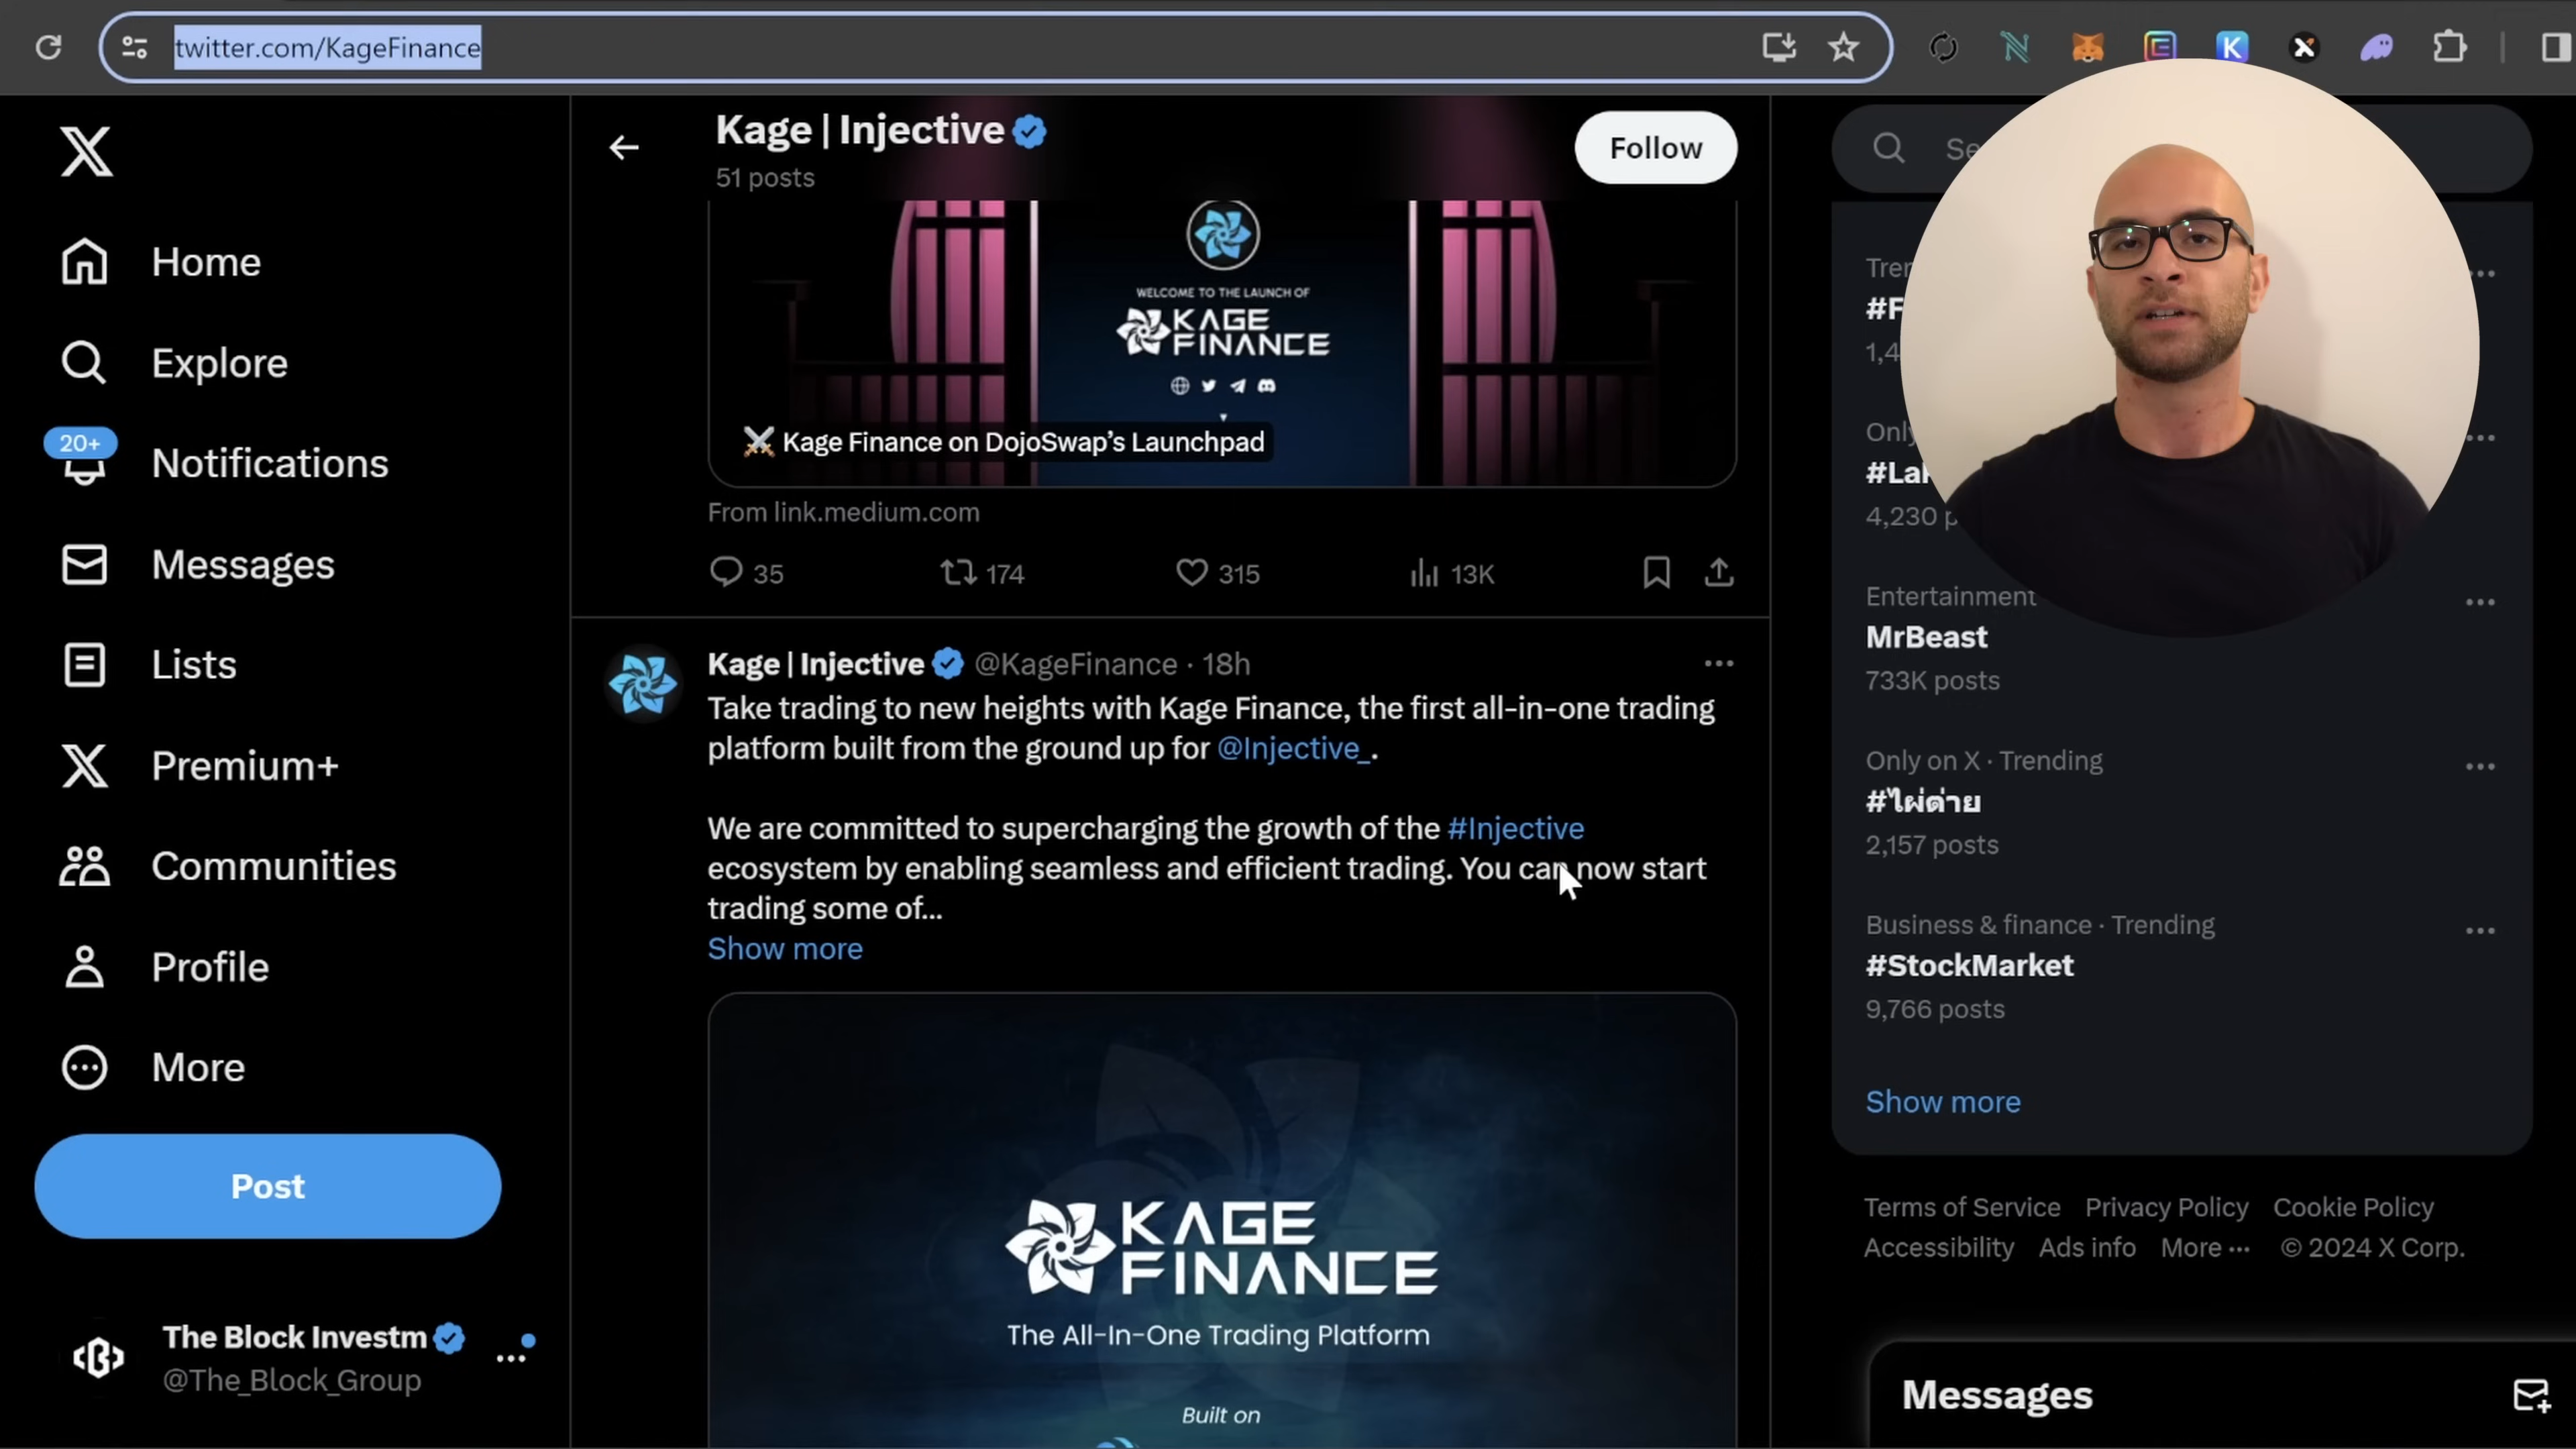 twitter.com/KageFinance
Home
Explore
20+
Notifications
Messages
Lists
Premium+
Communities
Profile
More
Post
The Block Investm
@The_Block_Group
Kage | Injective
51 posts
Follow
WELCOME TO THE LAUNCH OF
KAGE
FINANCE
⚔️ Kage Finance on DojoSwap’s Launchpad
From link.medium.com
35 174 315 13K
Kage | Injective @KageFinance · 18h
Take trading to new heights with Kage Finance, the first all-in-one trading
platform built from the ground up for @Injective_.
We are committed to supercharging the growth of the #Injective
ecosystem by enabling seamless and efficient trading. You can now start
trading some of...
Show more
KAGE
FINANCE
The All-In-One Trading Platform
Built on
4,230
Entertainment
MrBeast
733K posts
Only on X · Trending
#ไผ่ด่าย
2,157 posts
Business & finance · Trending
#StockMarket
9,766 posts
Show more
Terms of Service Privacy Policy Cookie Policy
Accessibility Ads info More ··· © 2024 X Corp.
Messages